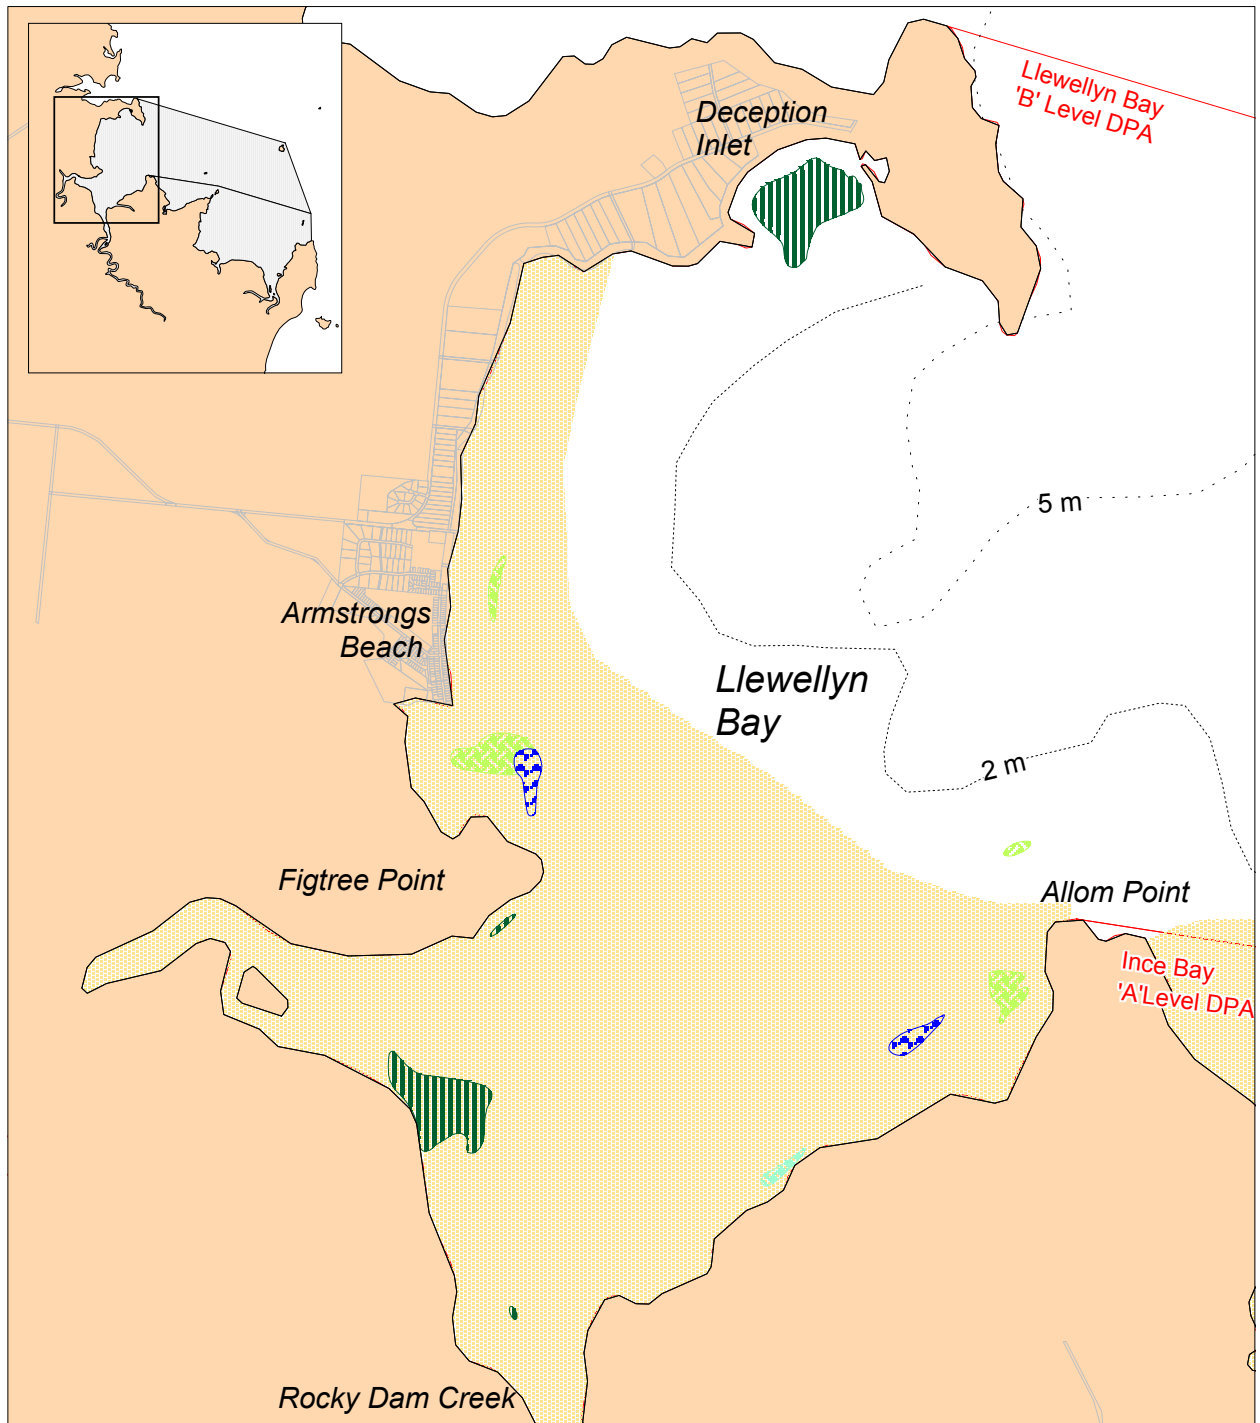 Llewellyn Bay
'B' Level DPA
Deception
Inlet
5 m
Armstrongs
Beach
Llewellyn
Bay
2 m
Figtree Point
Allom Point
Ince Bay
'A'Level DPA
Rocky Dam Creek